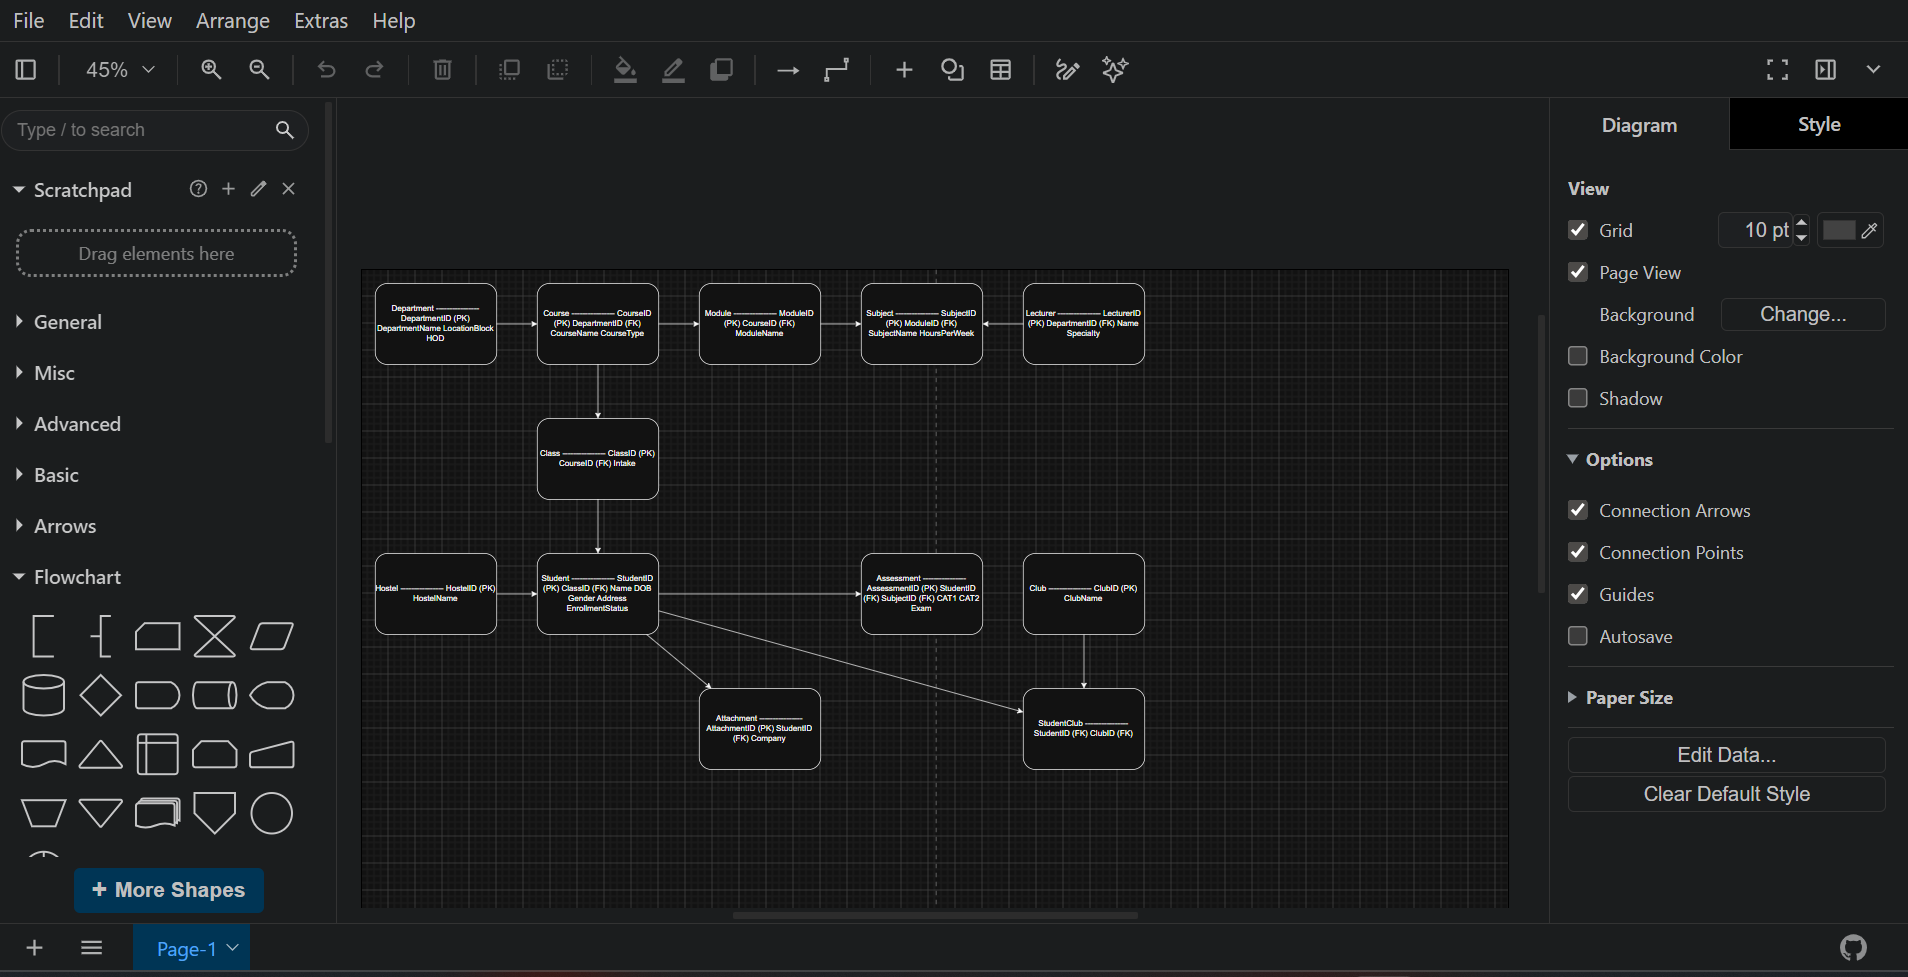 File Edit View Arrange Extras Help
45%
Type / to search
Scratchpad
Drag elements here
General
Misc
Advanced
Basic
Arrows
Flowchart
+ More Shapes
Department ----------------
DepartmentID (PK)
DepartmentName LocationBlock
HOD
Course ---------------- CourseID
(PK) DepartmentID (FK)
CourseName CourseType
Module ---------------- ModuleID
(PK) CourseID (FK)
ModuleName
Subject ---------------- SubjectID
(PK) ModuleID (FK)
SubjectName HoursPerWeek
Lecturer ---------------- LecturerID
(PK) DepartmentID (FK) Name
Specialty
Class ---------------- ClassID (PK)
CourseID (FK) Intake
Hostel ---------------- HostelID (PK)
HostelName
Student ---------------- StudentID
(PK) ClassID (FK) Name DOB
Gender Address
EnrollmentStatus
Assessment ----------------
AssessmentID (PK) StudentID
(FK) SubjectID (FK) CAT1 CAT2
Exam
Club ---------------- ClubID (PK)
ClubName
Attachment ----------------
AttachmentID (PK) StudentID
(FK) Company
StudentClub ----------------
StudentID (FK) ClubID (FK)
Diagram Style
View
Grid 10 pt
Page View
Background Change...
Background Color
Shadow
Options
Connection Arrows
Connection Points
Guides
Autosave
Paper Size
Edit Data...
Clear Default Style
Page-1